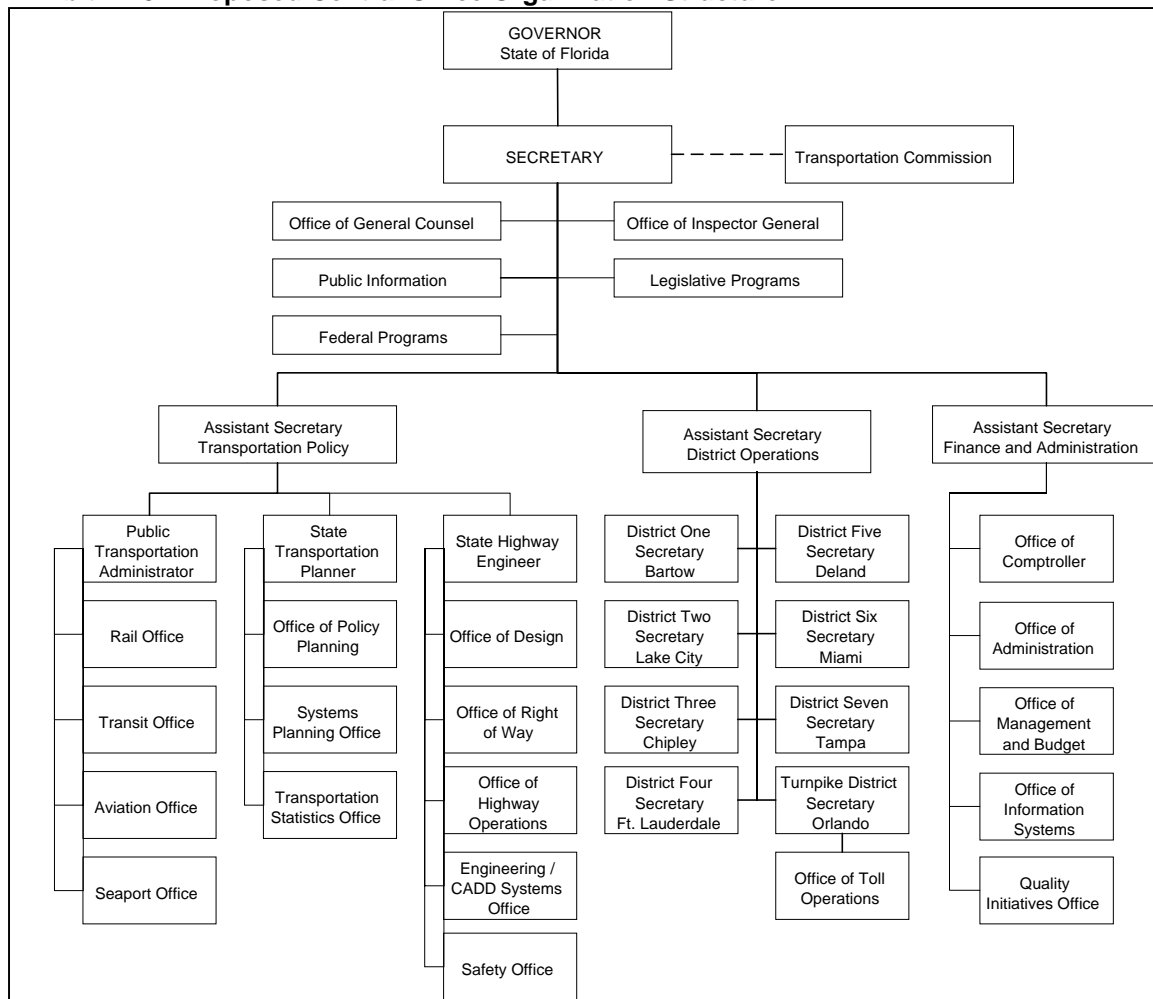 Proposed Central Office Organization Structure
GOVERNOR
State of Florida
SECRETARY
Transportation Commission
Office of General Counsel
Office of Inspector General
Public Information
Legislative Programs
Federal Programs
Assistant Secretary
Transportation Policy
Assistant Secretary
District Operations
Assistant Secretary
Finance and Administration
Public
Transportation
Administrator
Rail Office
Transit Office
Aviation Office
Seaport Office
State
Transportation
Planner
Office of Policy
Planning
Systems
Planning Office
Transportation
Statistics Office
State Highway
Engineer
Office of Design
Office of Right
of Way
Office of
Highway
Operations
Engineering /
CADD Systems
Office
Safety Office
District One
Secretary
Bartow
District Two
Secretary
Lake City
District Three
Secretary
Chipley
District Four
Secretary
Ft. Lauderdale
District Five
Secretary
Deland
District Six
Secretary
Miami
District Seven
Secretary
Tampa
Turnpike District
Secretary
Orlando
Office of Toll
Operations
Office of
Comptroller
Office of
Administration
Office of
Management
and Budget
Office of
Information
Systems
Quality
Initiatives Office